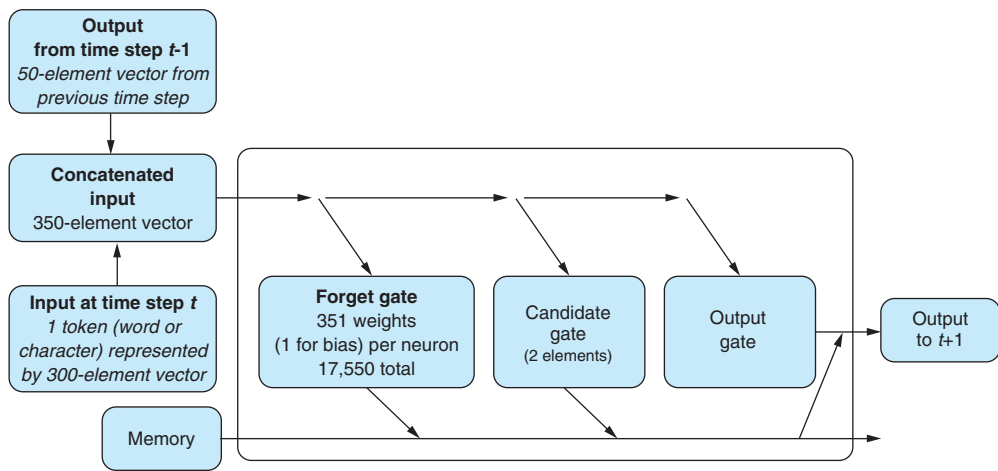 Output
from time step t-1
50-element vector from
previous time step
Concatenated
input
350-element vector
Input at time step t
1 token (word or
character) represented
by 300-element vector
Memory
Forget gate
351 weights
(1 for bias) per neuron
17,550 total
Candidate
gate
(2 elements)
Output
gate
Output
to t+1